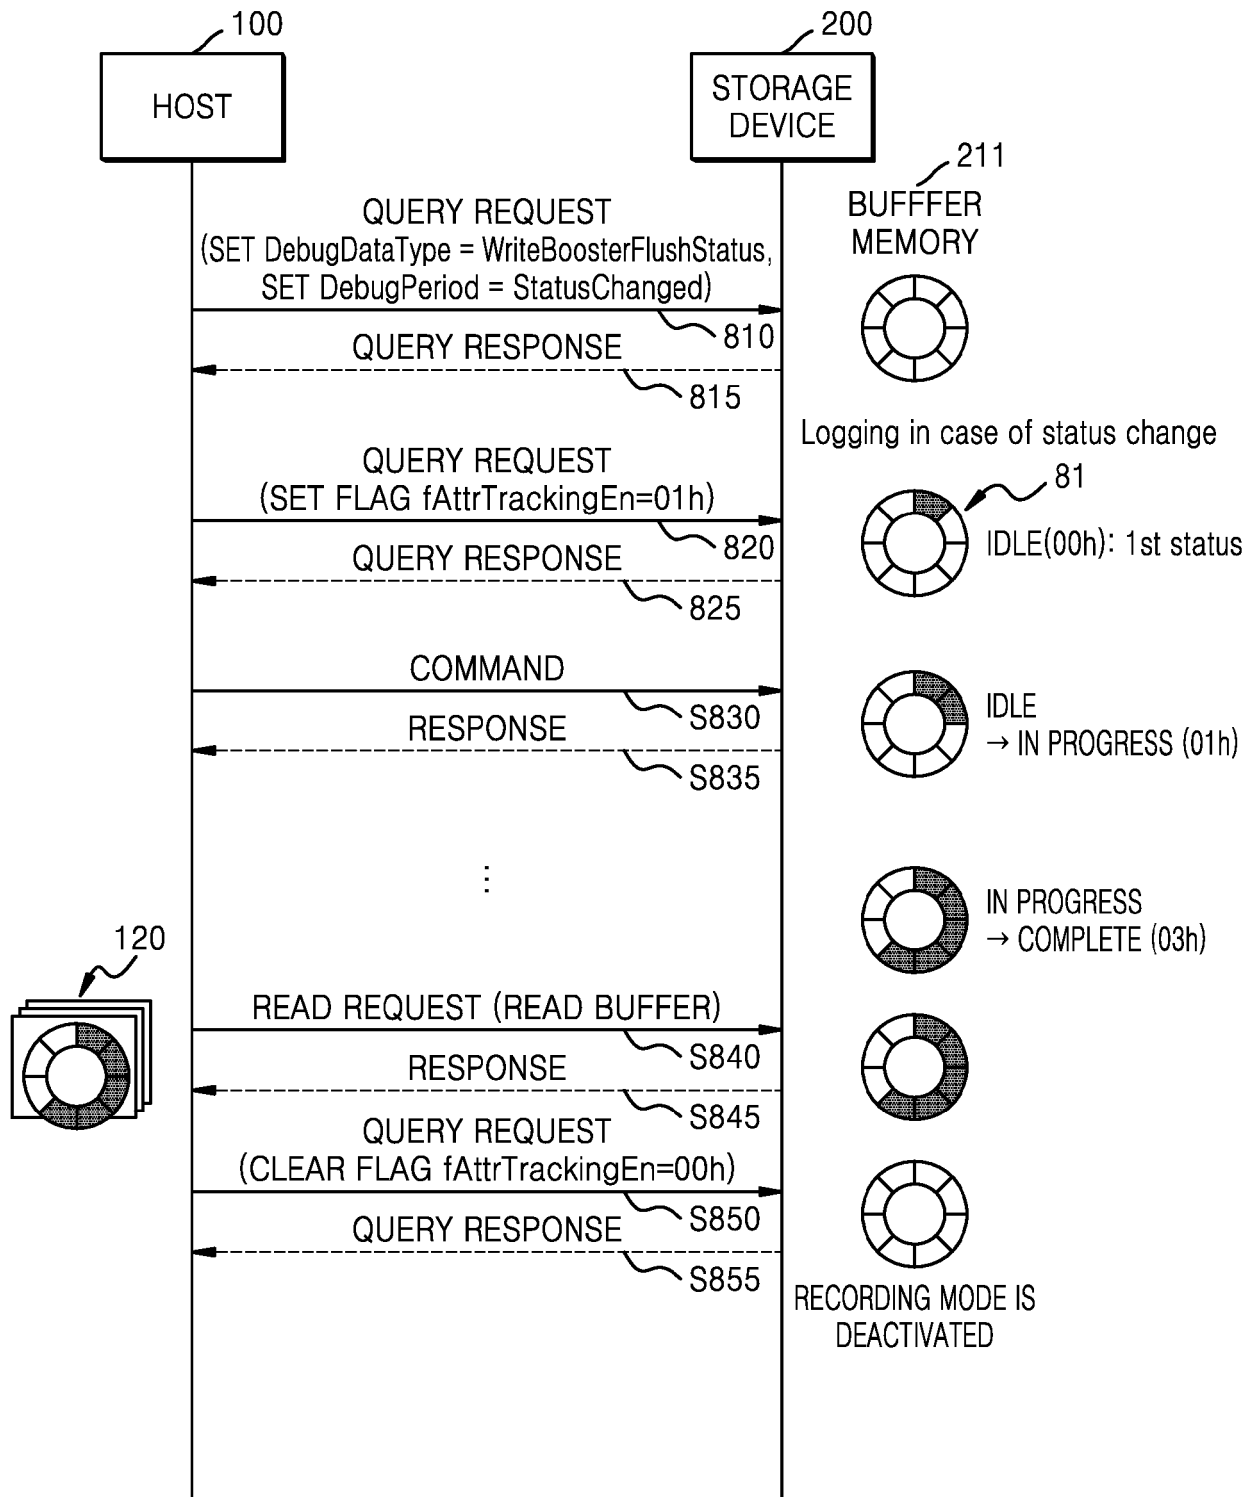 100
200
HOST
STORAGE
DEVICE
211
BUFFFER
MEMORY
QUERY REQUEST
(SET DebugDataType = WriteBoosterFlushStatus,
SET DebugPeriod = StatusChanged)
810
QUERY RESPONSE
815
Logging in case of status change
81
QUERY REQUEST
(SET FLAG fAttrTrackingEn=01h)
820
IDLE(00h): 1st status
QUERY RESPONSE
825
COMMAND
S830
IDLE
→ IN PROGRESS (01h)
RESPONSE
S835
⋮
IN PROGRESS
→ COMPLETE (03h)
120
READ REQUEST (READ BUFFER)
S840
RESPONSE
S845
QUERY REQUEST
(CLEAR FLAG fAttrTrackingEn=00h)
S850
QUERY RESPONSE
S855
RECORDING MODE IS
DEACTIVATED